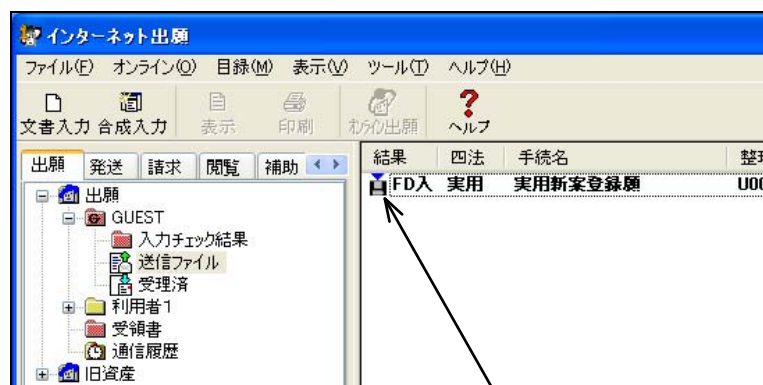 インターネット出願
ファイル(F) オンライン(O) 目録(M) 表示(V) ツール(T) ヘルプ(H)
文書入力 合成入力 表示 印刷 オンライン出願 ヘルプ
出願 発送 請求 閲覧 補助
結果 四法 手続名 整理
FD入 実用 実用新案登録願 U00
出願
GUEST
入力チェック結果
送信ファイル
受理済
利用者1
受領書
通信履歴
旧資産